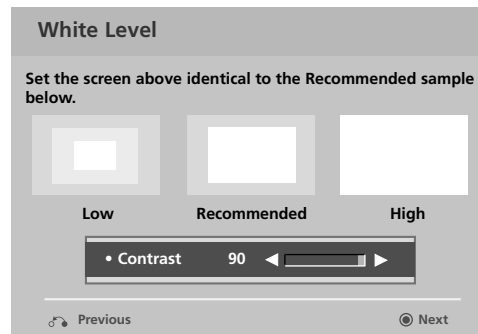 White Level
Set the screen above identical to the Recommended sample
below.
Low Recommended High
• Contrast 90
Previous Next